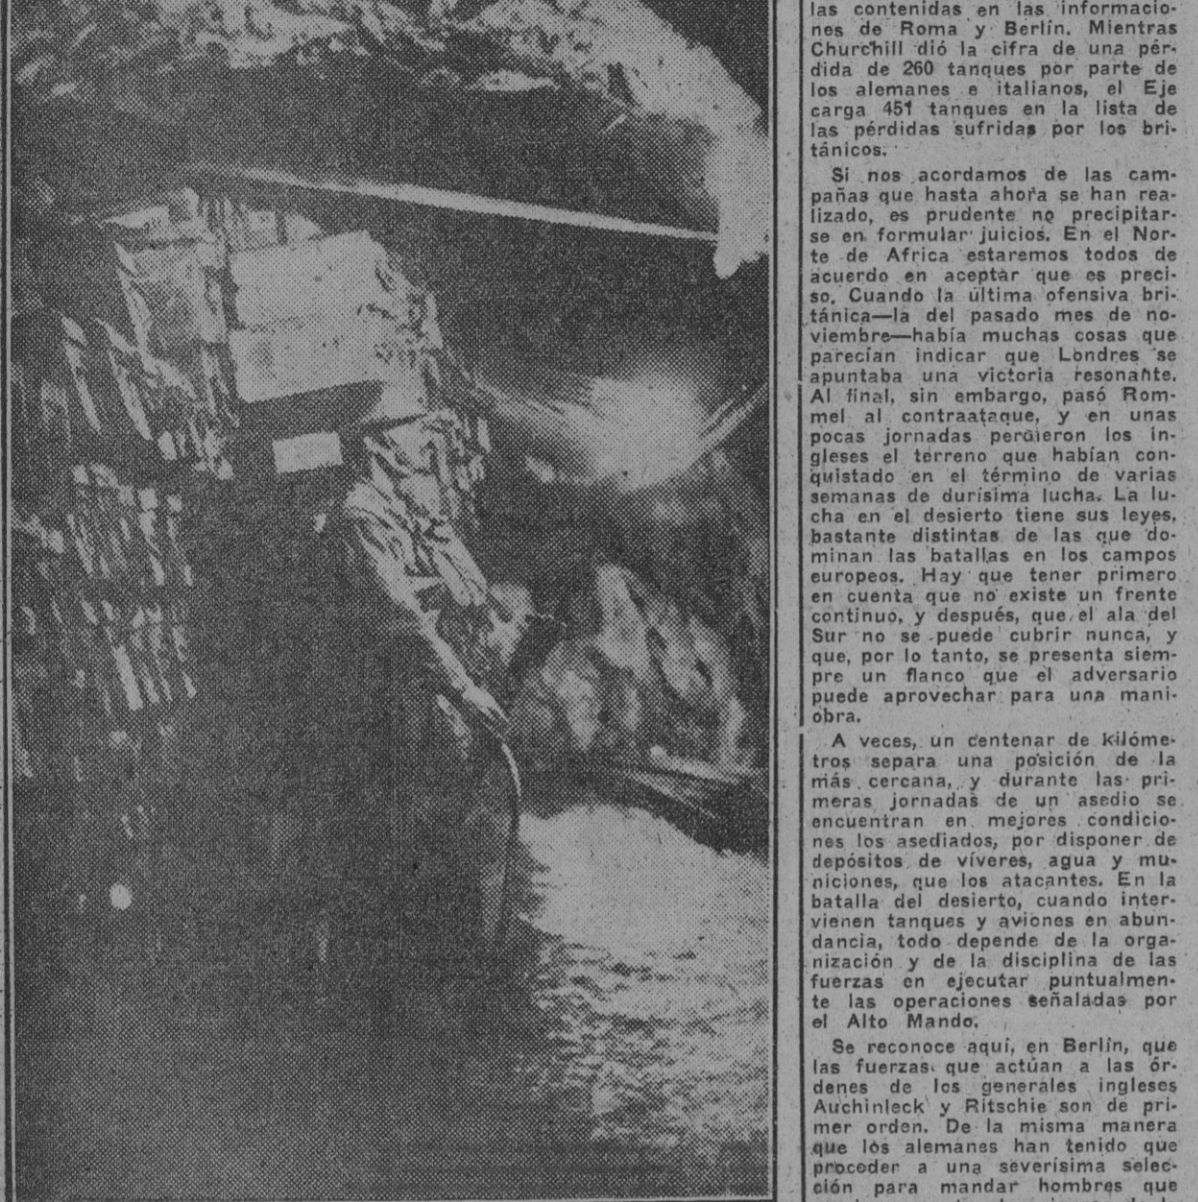 las contenidas en las informacio-
nes de Roma y Berlín. Mientras
Churchill dió la cifra de una pér-
dida de 260 tanques por parte de
los alemanes e italianos, el Eje
carga 451 tanques en la lista de
las pérdidas sufridas por los bri-
tánicos.
Si nos acordamos de las cam-
pañas que hasta ahora se han rea-
lizado, es prudente no precipitar-
se en formular juicios. En el Nor-
te de Africa estaremos todos de
acuerdo en aceptar que es preci-
so. Cuando la última ofensiva bri-
tánica—la del pasado mes de no-
viembre—había muchas cosas que
parecían indicar que Londres se
apuntaba una victoria resonante.
Al final, sin embargo, pasó Rom-
mel al contraataque, y en unas
pocas jornadas perdieron los in-
gleses el terreno que habían con-
quistado en el término de varias
semanas de durísima lucha. La lu-
cha en el desierto tiene sus leyes,
bastante distintas de las que do-
minan las batallas en los campos
europeos. Hay que tener primero
en cuenta que no existe un frente
continuo, y después, que el ala del
Sur no se puede cubrir nunca, y
que, por lo tanto, se presenta siem-
pre un flanco que el adversario
puede aprovechar para una mani-
obra.
A veces, un centenar de kilóme-
tros separa una posición de la
más cercana, y durante las pri-
meras jornadas de un asedio se
encuentran en mejores condicio-
nes los asediados, por disponer de
depósitos de víveres, agua y mu-
niciones, que los atacantes. En la
batalla del desierto, cuando inter-
vienen tanques y aviones en abun-
dancia, todo depende de la orga-
nización y de la disciplina de las
fuerzas en ejecutar puntualmen-
te las operaciones señaladas por
el Alto Mando.
Se reconoce aquí, en Berlín, que
las fuerzas que actúan a las ór-
denes de los generales ingleses
Auchinleck y Ritschie son de pri-
mer orden. De la misma manera
que los alemanes han tenido que
proceder a una severísima selec-
ción para mandar hombres que